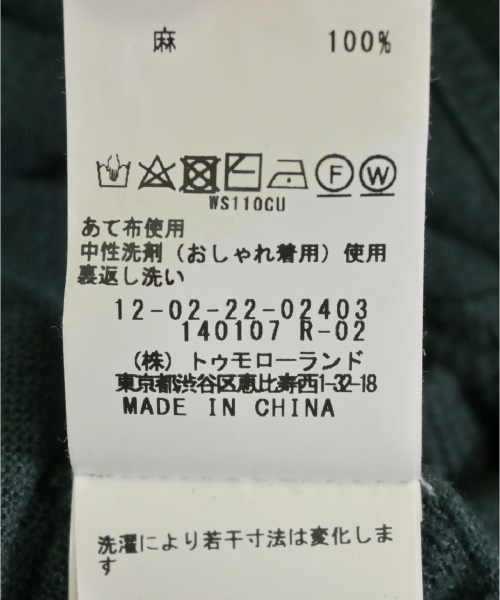 麻 100%
F W
WS110CU
あて布使用
中性洗剤（おしゃれ着用）使用
裏返し洗い
12-02-22-02403
140107 R-02
（株）トゥモローランド
東京都渋谷区恵比寿西1-32-18
MADE IN CHINA
洗濯により若干寸法は変化しま
す